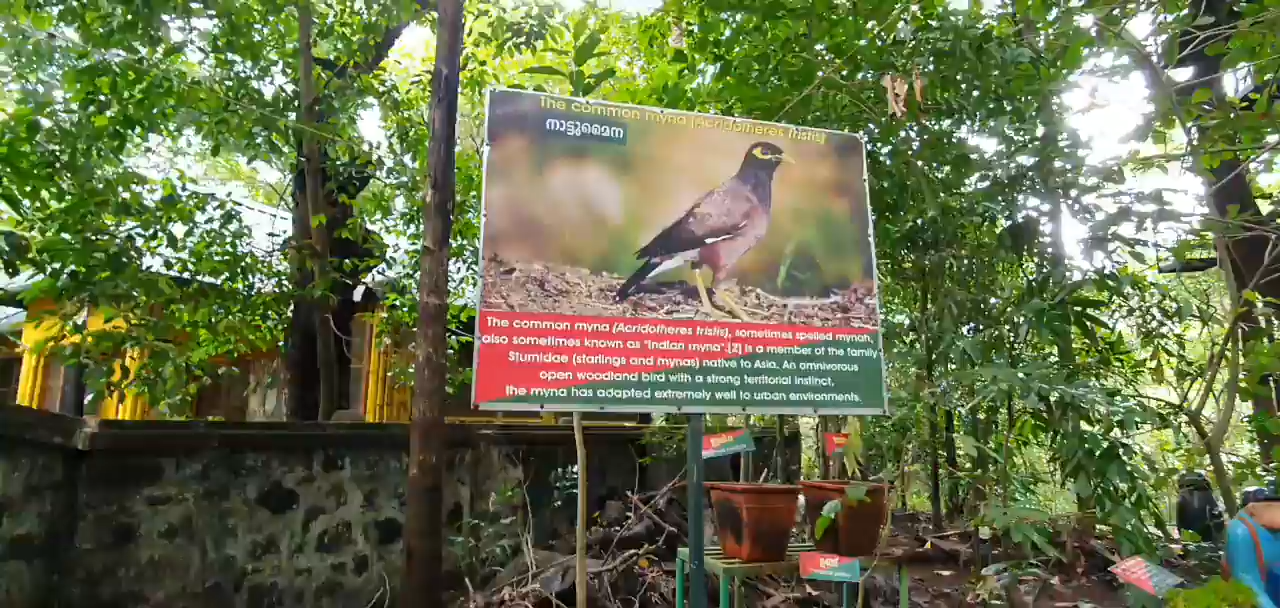 The common myna (Acridotheres tristis)
നാട്ടുമൈന
The common myna (Acridotheres tristis), sometimes spelled mynah,
also sometimes known as "Indian myna".[2] is a member of the family
Sturnidae (starlings and mynas) native to Asia. An omnivorous
open woodland bird with a strong territorial instinct,
the myna has adapted extremely well to urban environments.